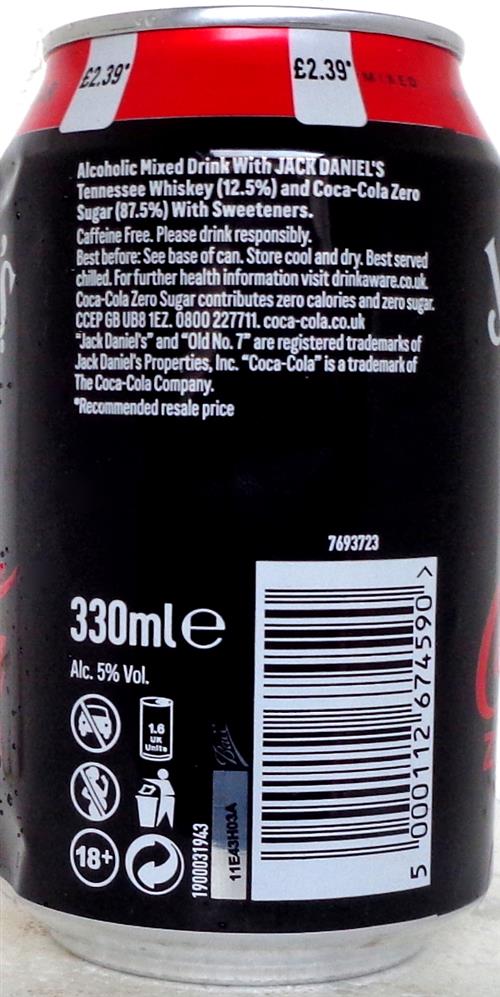 £2.39*
£2.39*
MIXED
Alcoholic Mixed Drink With JACK DANIEL'S
Tennessee Whiskey (12.5%) and Coca-Cola Zero
Sugar (87.5%) With Sweeteners.
Caffeine Free. Please drink responsibly.
Best before: See base of can. Store cool and dry. Best served
chilled. For further health information visit drinkaware.co.uk.
Coca-Cola Zero Sugar contributes zero calories and zero sugar.
CCEP GB UB8 1EZ. 0800 227711. coca-cola.co.uk
"Jack Daniel's" and "Old No. 7" are registered trademarks of
Jack Daniel's Properties, Inc. "Coca-Cola" is a trademark of
The Coca-Cola Company.
*Recommended resale price
7693723
330ml e
Alc. 5% Vol.
1.6
UK
Units
18+
1900031943
Ball
11E43H03A
5 000112 674590 >